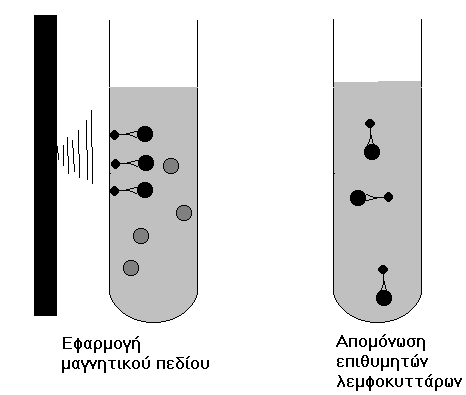 Εφαρμογή
μαγνητικού πεδίου
Απομόνωση
επιθυμητών
λεμφοκυττάρων